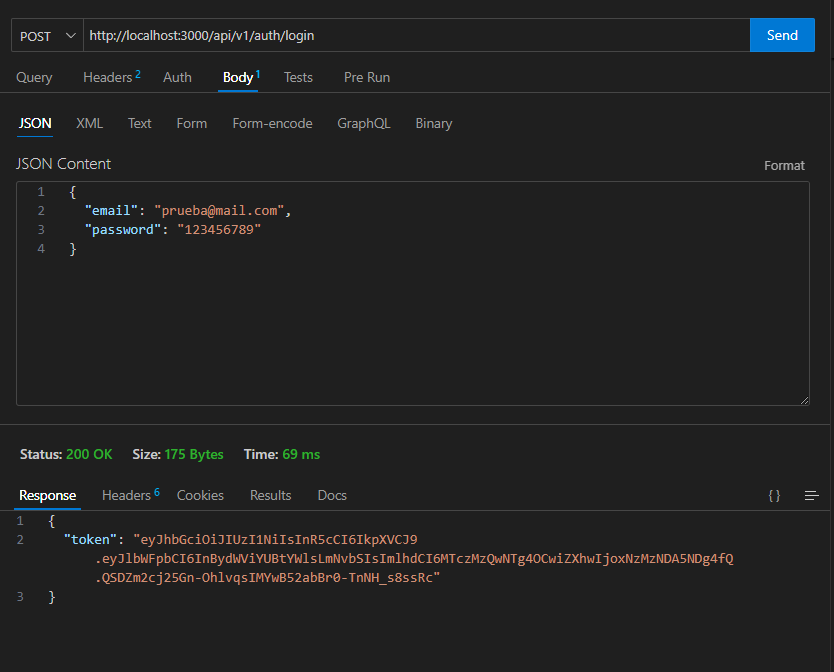 POST http://localhost:3000/api/v1/auth/login Send
Query Headers 2 Auth Body 1 Tests Pre Run
JSON XML Text Form Form-encode GraphQL Binary
JSON Content Format
1 {
2 "email": "prueba@mail.com",
3 "password": "123456789"
4 }
Status: 200 OK Size: 175 Bytes Time: 69 ms
Response Headers 6 Cookies Results Docs { }
1 {
2 "token": "eyJhbGciOiJIUzI1NiIsInR5cCI6IkpXVCJ9
.eyJlbWFpbCI6InBydWViYUBtYWlsLmNvbSIsImlhdCI6MTczMzQwNTg4OCwiZXhwIjoxNzMzNDA5NDg4fQ
.QSDZm2cj25Gn-OhlvqsIMYwB52abBr0-TnNH_s8ssRc"
3 }